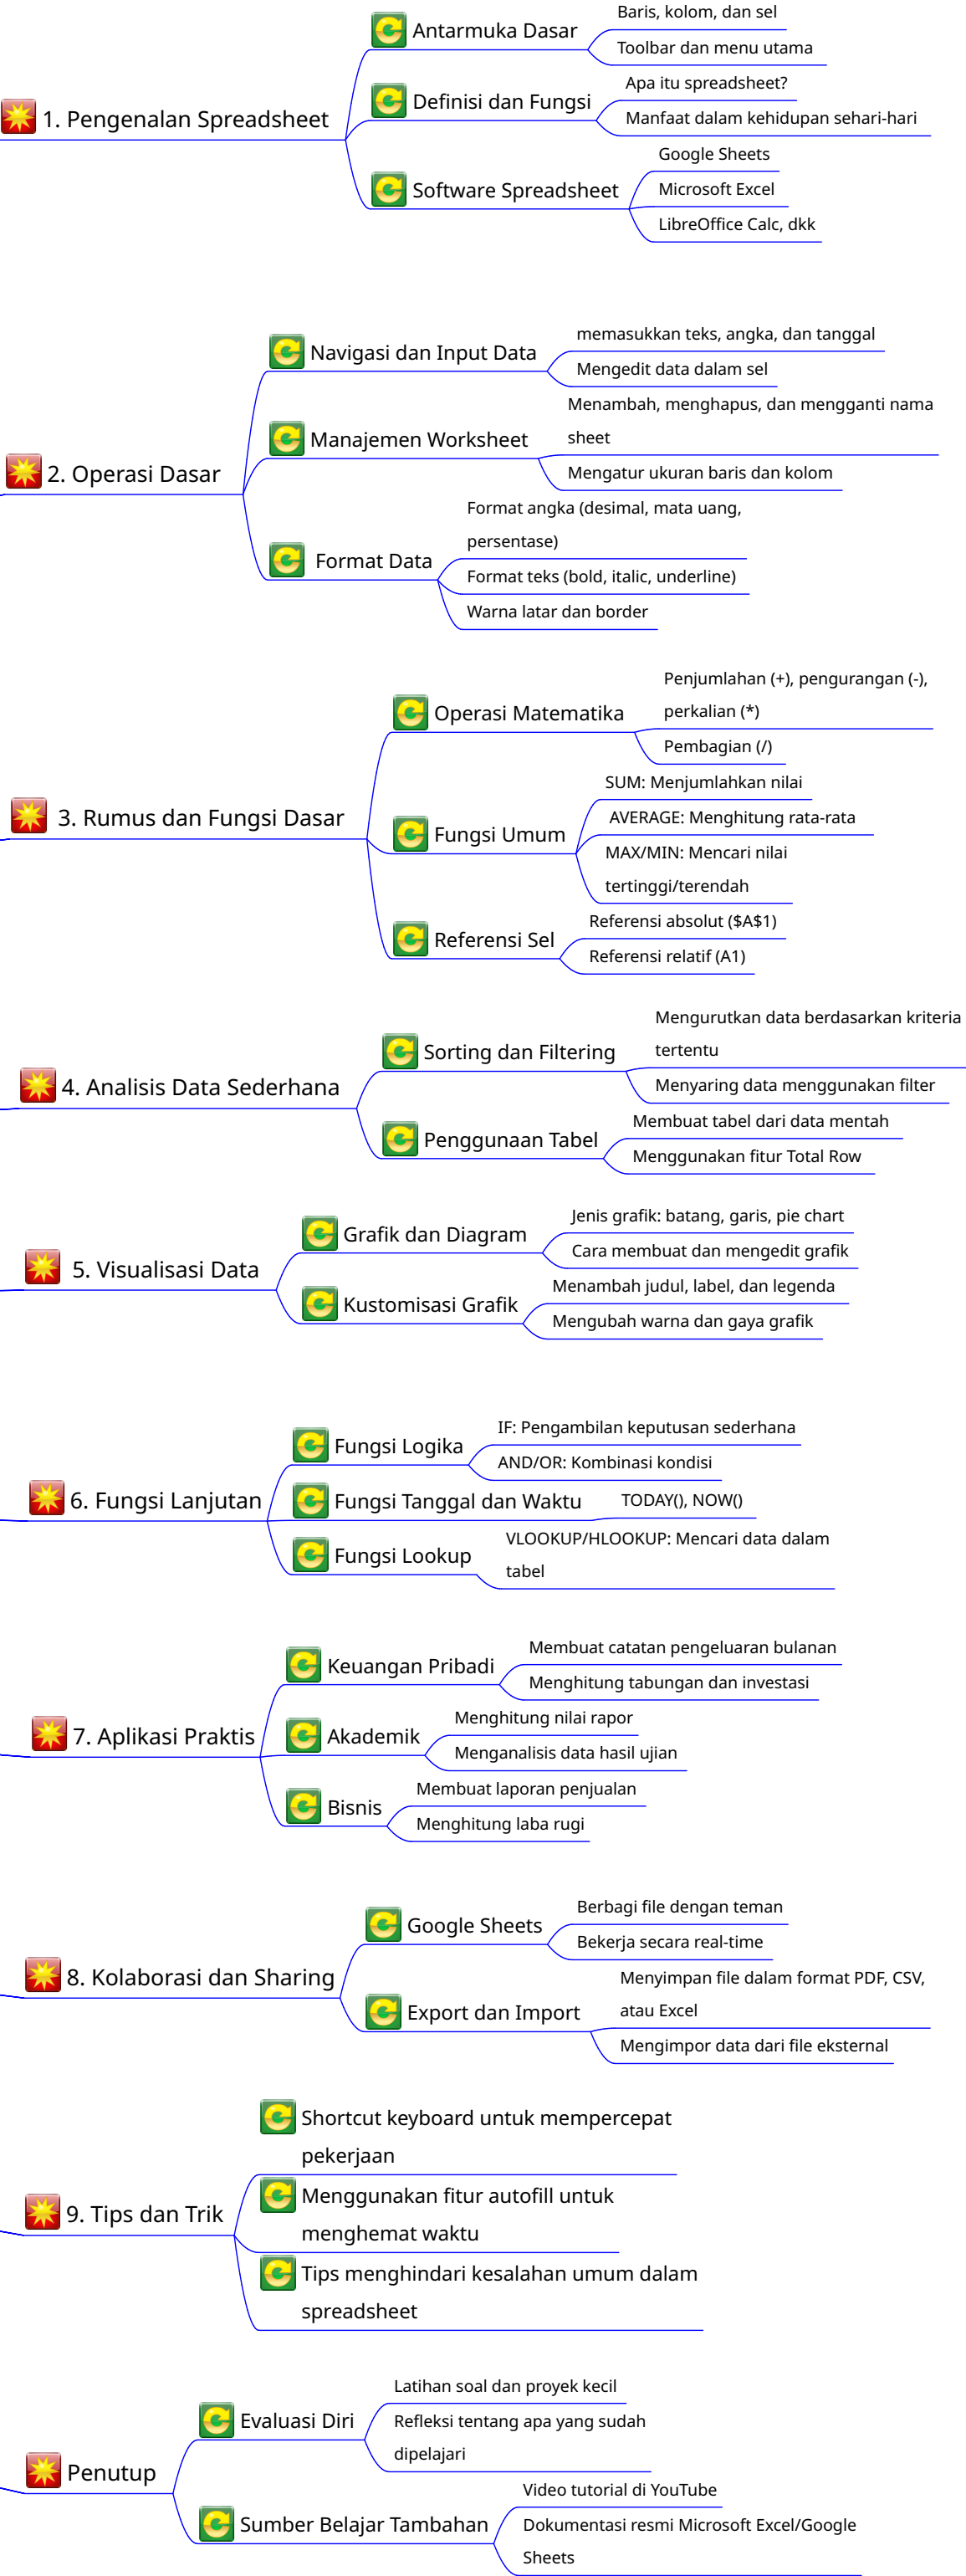 1. Pengenalan Spreadsheet
Antarmuka Dasar
Baris, kolom, dan sel
Toolbar dan menu utama
Definisi dan Fungsi
Apa itu spreadsheet?
Manfaat dalam kehidupan sehari-hari
Software Spreadsheet
Google Sheets
Microsoft Excel
LibreOffice Calc, dkk
2. Operasi Dasar
Navigasi dan Input Data
memasukkan teks, angka, dan tanggal
Mengedit data dalam sel
Manajemen Worksheet
Menambah, menghapus, dan mengganti nama
sheet
Mengatur ukuran baris dan kolom
Format Data
Format angka (desimal, mata uang,
persentase)
Format teks (bold, italic, underline)
Warna latar dan border
3. Rumus dan Fungsi Dasar
Operasi Matematika
Penjumlahan (+), pengurangan (-),
perkalian (*)
Pembagian (/)
Fungsi Umum
SUM: Menjumlahkan nilai
AVERAGE: Menghitung rata-rata
MAX/MIN: Mencari nilai
tertinggi/terendah
Referensi Sel
Referensi absolut ($A$1)
Referensi relatif (A1)
4. Analisis Data Sederhana
Sorting dan Filtering
Mengurutkan data berdasarkan kriteria
tertentu
Menyaring data menggunakan filter
Penggunaan Tabel
Membuat tabel dari data mentah
Menggunakan fitur Total Row
5. Visualisasi Data
Grafik dan Diagram
Jenis grafik: batang, garis, pie chart
Cara membuat dan mengedit grafik
Kustomisasi Grafik
Menambah judul, label, dan legenda
Mengubah warna dan gaya grafik
6. Fungsi Lanjutan
Fungsi Logika
IF: Pengambilan keputusan sederhana
AND/OR: Kombinasi kondisi
Fungsi Tanggal dan Waktu
TODAY(), NOW()
Fungsi Lookup
VLOOKUP/HLOOKUP: Mencari data dalam
tabel
7. Aplikasi Praktis
Keuangan Pribadi
Membuat catatan pengeluaran bulanan
Menghitung tabungan dan investasi
Akademik
Menghitung nilai rapor
Menganalisis data hasil ujian
Bisnis
Membuat laporan penjualan
Menghitung laba rugi
8. Kolaborasi dan Sharing
Google Sheets
Berbagi file dengan teman
Bekerja secara real-time
Export dan Import
Menyimpan file dalam format PDF, CSV,
atau Excel
Mengimpor data dari file eksternal
9. Tips dan Trik
Shortcut keyboard untuk mempercepat
pekerjaan
Menggunakan fitur autofill untuk
menghemat waktu
Tips menghindari kesalahan umum dalam
spreadsheet
Penutup
Evaluasi Diri
Latihan soal dan proyek kecil
Refleksi tentang apa yang sudah
dipelajari
Sumber Belajar Tambahan
Video tutorial di YouTube
Dokumentasi resmi Microsoft Excel/Google
Sheets